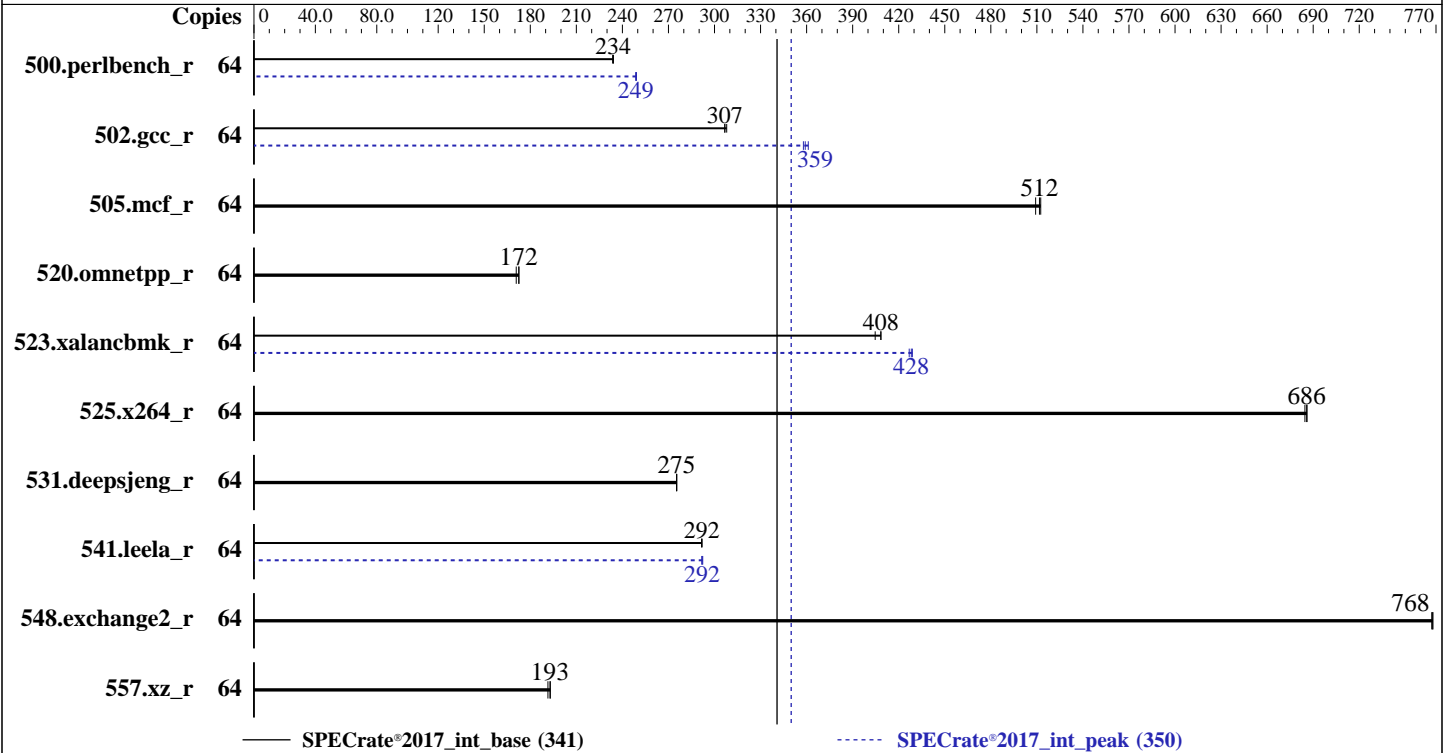 Copies 0 40.0 80.0 120 150 180 210 240 270 300 330 360 390 420 450 480 510 540 570 600 630 660 690 720 770
234
500.perlbench_r 64
249
307
502.gcc_r 64
359
512
505.mcf_r 64
172
520.omnetpp_r 64
408
523.xalancbmk_r 64
428
686
525.x264_r 64
275
531.deepsjeng_r 64
292
541.leela_r 64
292
768
548.exchange2_r 64
193
557.xz_r 64
SPECrate®2017_int_base (341) SPECrate®2017_int_peak (350)